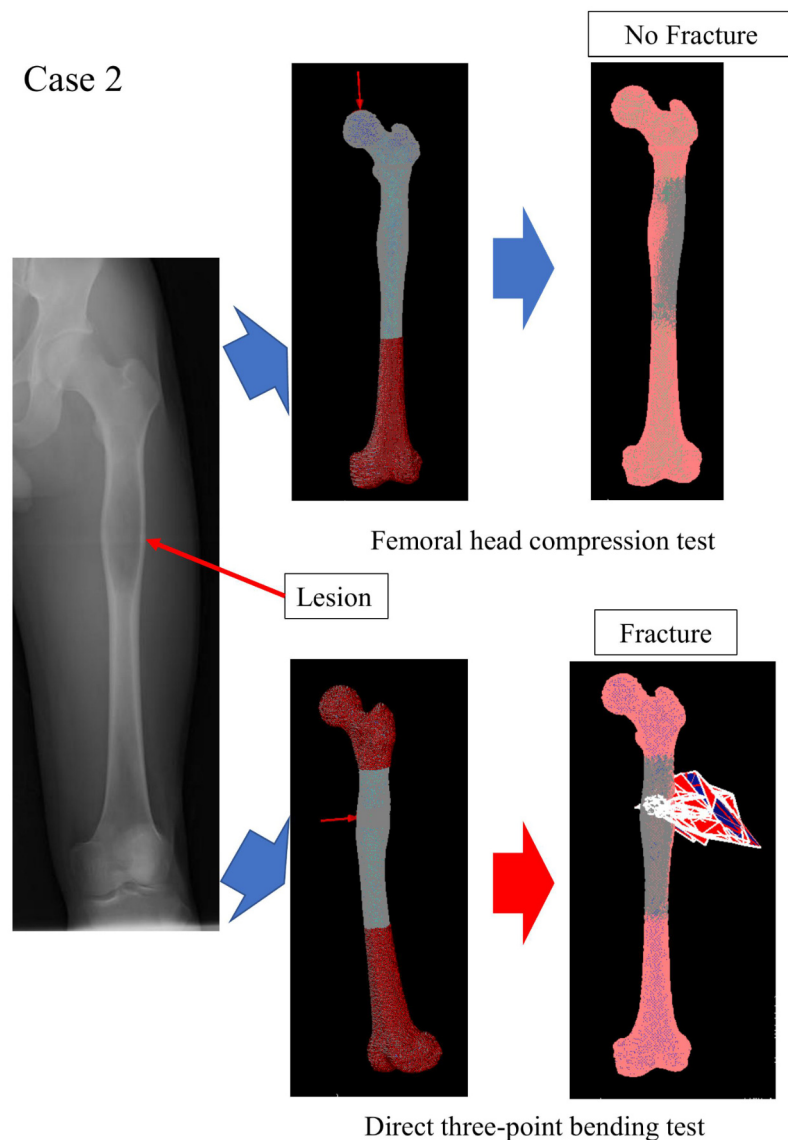 No Fracture
Case 2
Femoral head compression test
Lesion
Fracture
Direct three-point bending test